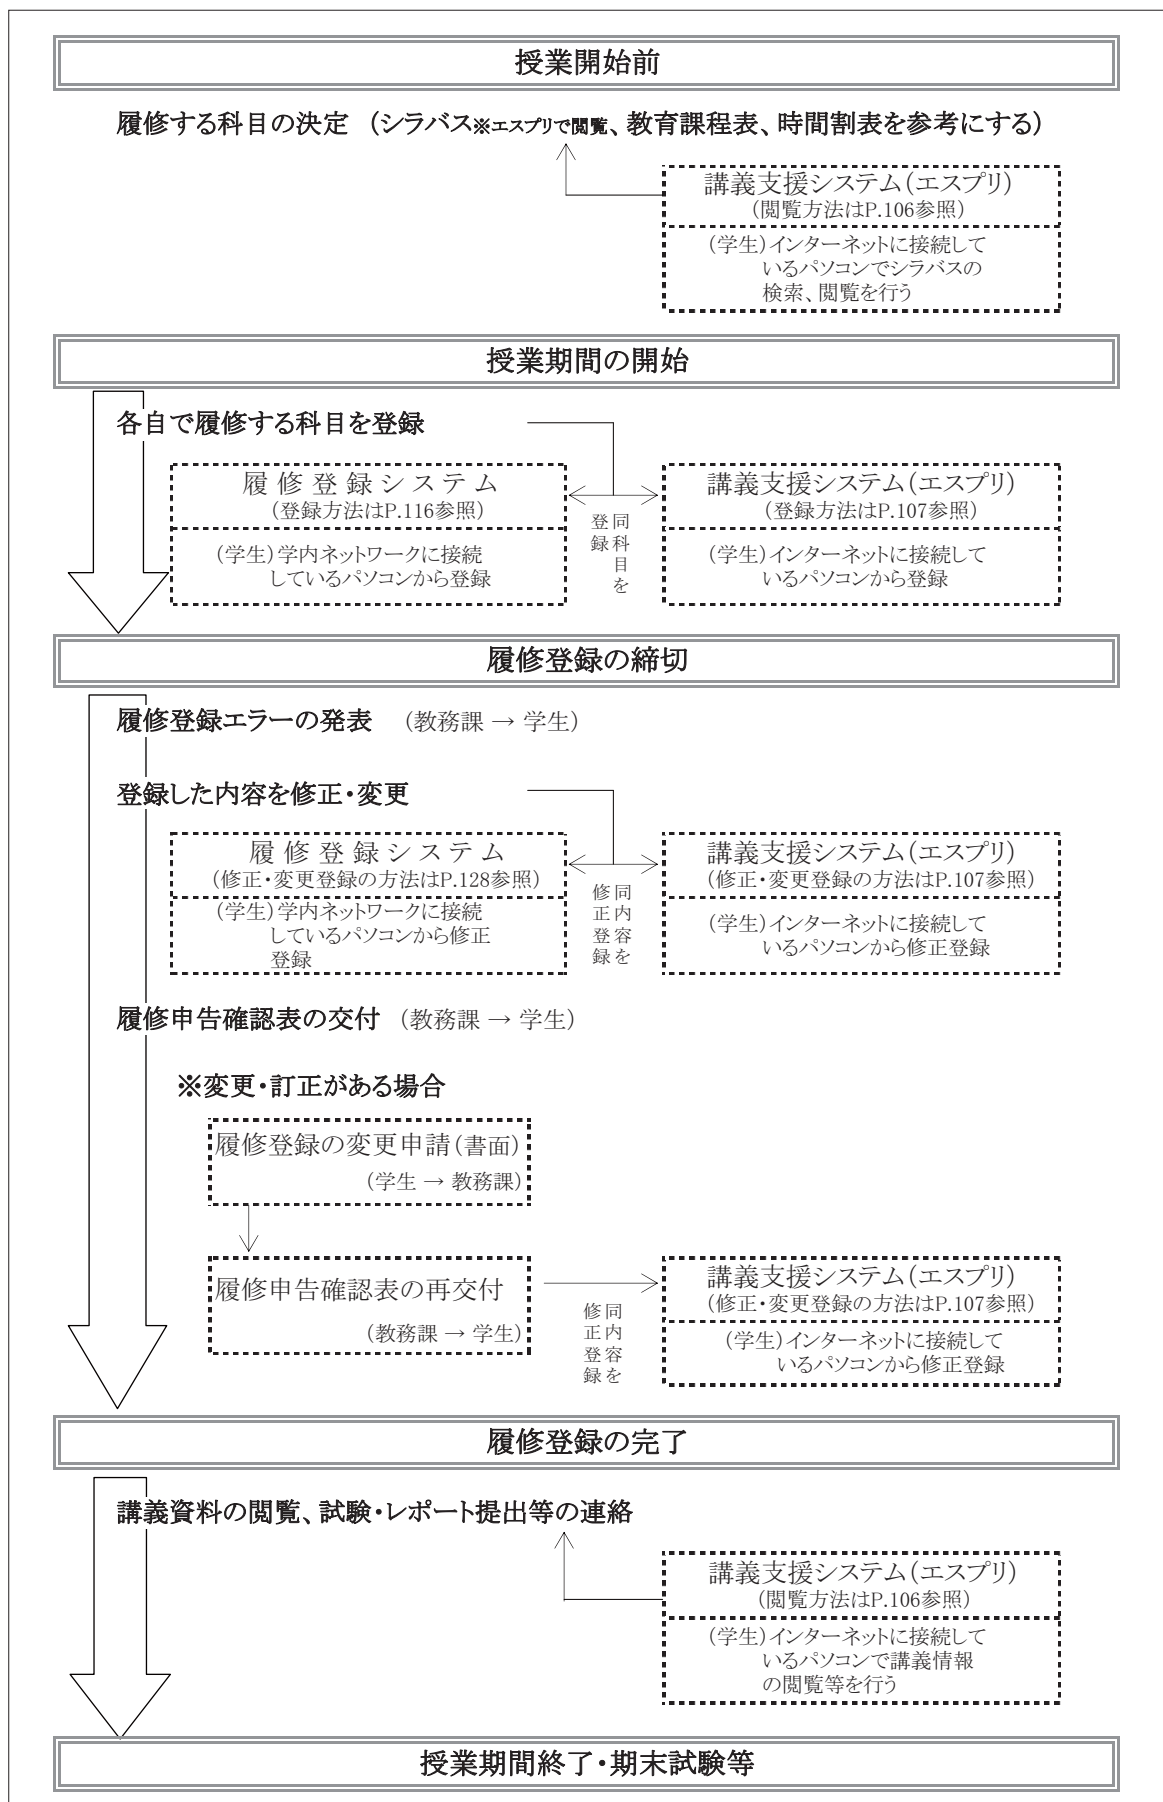 授業開始前
履修する科目の決定　（シラバス※エスプリで閲覧、教育課程表、時間割表を参考にする）
講義支援システム（エスプリ）
（閲覧方法はP.106参照）
（学生）インターネットに接続して
いるパソコンでシラバスの
検索、閲覧を行う
授業期間の開始
各自で履修する科目を登録
履修登録システム
（登録方法はP.116参照）
（学生）学内ネットワークに接続
しているパソコンから登録
同科目を
登録
講義支援システム（エスプリ）
（登録方法はP.107参照）
（学生）インターネットに接続して
いるパソコンから登録
履修登録の締切
履修登録エラーの発表　（教務課 → 学生）
登録した内容を修正・変更
履修登録システム
（修正・変更登録の方法はP.128参照）
（学生）学内ネットワークに接続
しているパソコンから修正
登録
同内容を
修正登録
講義支援システム（エスプリ）
（修正・変更登録の方法はP.107参照）
（学生）インターネットに接続して
いるパソコンから修正登録
履修申告確認表の交付　（教務課 → 学生）
※変更・訂正がある場合
履修登録の変更申請（書面）
（学生 → 教務課）
履修申告確認表の再交付
（教務課 → 学生）
同内容を
修正登録
講義支援システム（エスプリ）
（修正・変更登録の方法はP.107参照）
（学生）インターネットに接続して
いるパソコンから修正登録
履修登録の完了
講義資料の閲覧、試験・レポート提出等の連絡
講義支援システム（エスプリ）
（閲覧方法はP.106参照）
（学生）インターネットに接続して
いるパソコンで講義情報
の閲覧等を行う
授業期間終了・期末試験等